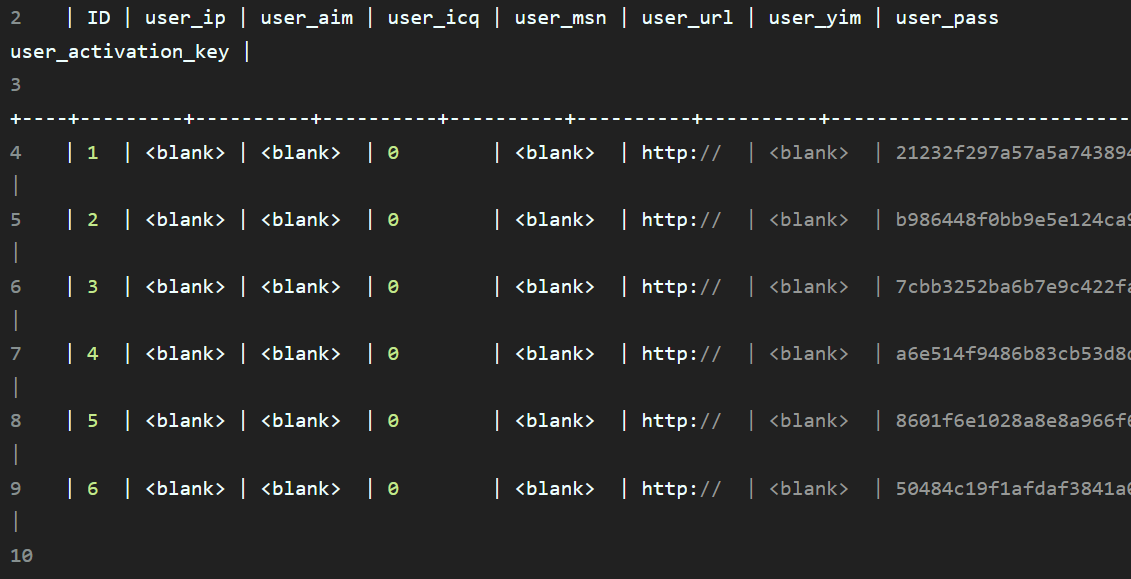 2 | ID | user_ip | user_aim | user_icq | user_msn | user_url | user_yim | user_pass
user_activation_key |
3
+----+---------+----------+----------+----------+----------+----------+--------------------------
4 | 1 | <blank> | <blank> | 0 | <blank> | http:// | <blank> | 21232f297a57a5a743894
|
5 | 2 | <blank> | <blank> | 0 | <blank> | http:// | <blank> | b986448f0bb9e5e124ca9
|
6 | 3 | <blank> | <blank> | 0 | <blank> | http:// | <blank> | 7cbb3252ba6b7e9c422fa
|
7 | 4 | <blank> | <blank> | 0 | <blank> | http:// | <blank> | a6e514f9486b83cb53d8d
|
8 | 5 | <blank> | <blank> | 0 | <blank> | http:// | <blank> | 8601f6e1028a8e8a966f6
|
9 | 6 | <blank> | <blank> | 0 | <blank> | http:// | <blank> | 50484c19f1afdaf3841a0
|
10